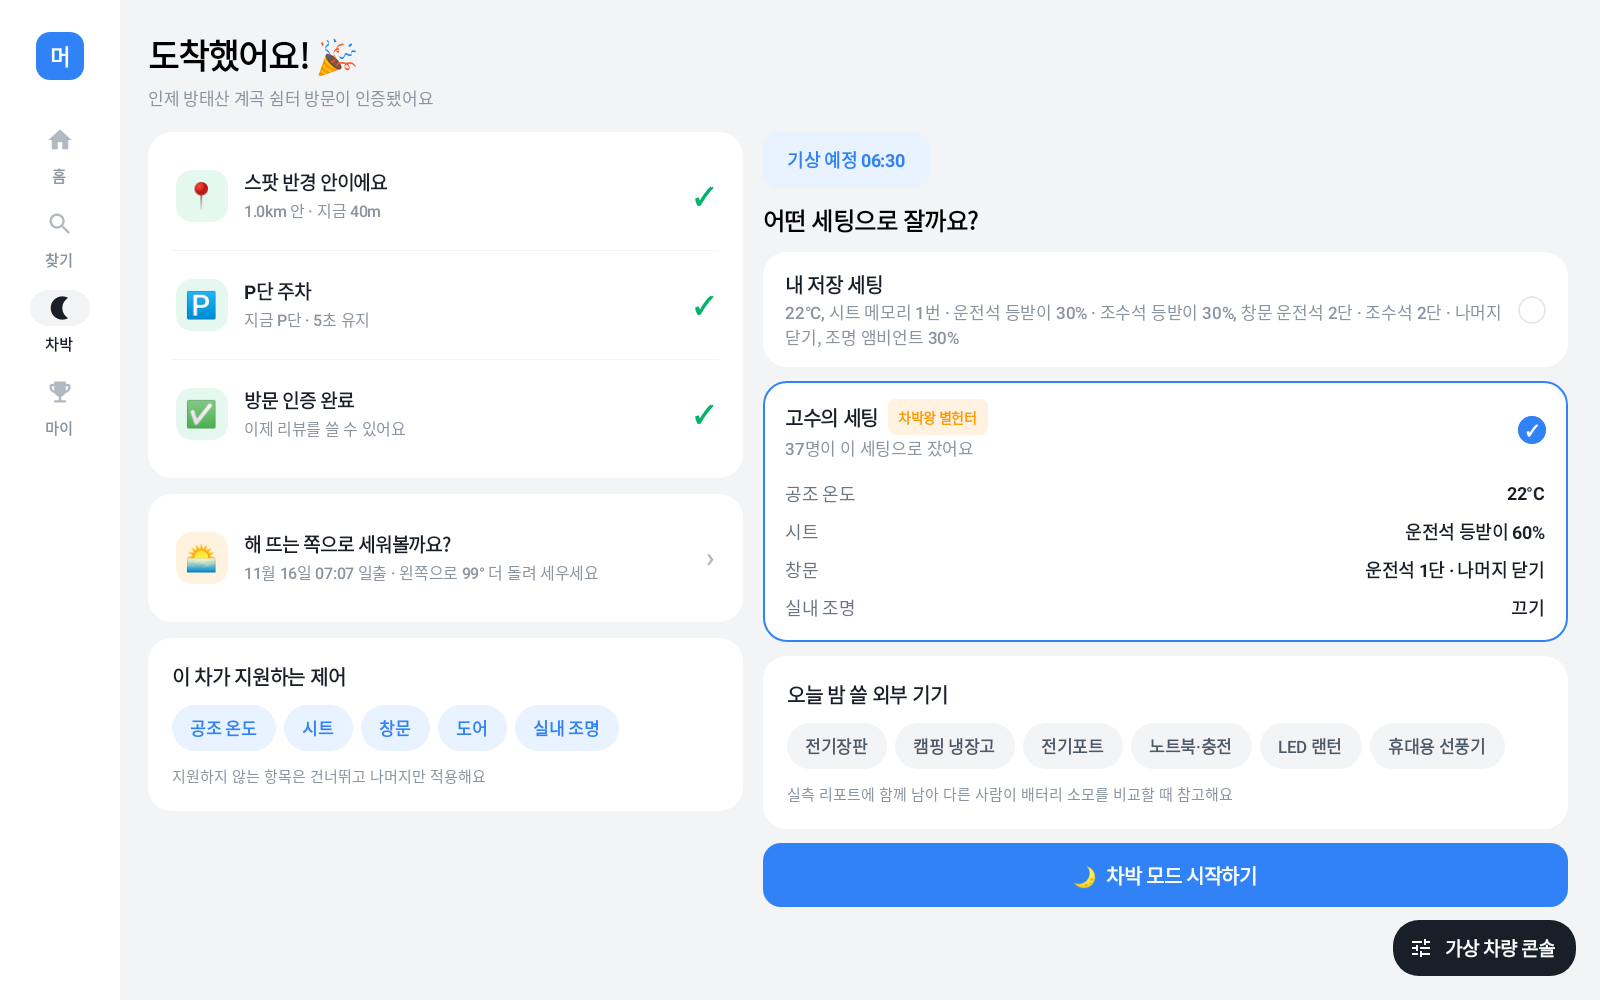 머
홈
찾기
차박
마이
도착했어요! 🎉
인제 방태산 계곡 쉼터 방문이 인증됐어요
스팟 반경 안이에요
1.0km 안 · 지금 40m
✓
P단 주차
지금 P단 · 5초 유지
✓
방문 인증 완료
이제 리뷰를 쓸 수 있어요
✓
해 뜨는 쪽으로 세워볼까요?
11월 16일 07:07 일출 · 왼쪽으로 99° 더 돌려 세우세요
›
이 차가 지원하는 제어
공조 온도 시트 창문 도어 실내 조명
지원하지 않는 항목은 건너뛰고 나머지만 적용해요
기상 예정 06:30
어떤 세팅으로 잘까요?
내 저장 세팅
22°C, 시트 메모리 1번 · 운전석 등받이 30% · 조수석 등받이 30%, 창문 운전석 2단 · 조수석 2단 · 나머지
닫기, 조명 앰비언트 30%
고수의 세팅 차박왕 별헌터
37명이 이 세팅으로 잤어요
공조 온도 22°C
시트 운전석 등받이 60%
창문 운전석 1단 · 나머지 닫기
실내 조명 끄기
오늘 밤 쓸 외부 기기
전기장판 캠핑 냉장고 전기포트 노트북·충전 LED 랜턴 휴대용 선풍기
실측 리포트에 함께 남아 다른 사람이 배터리 소모를 비교할 때 참고해요
🌙 차박 모드 시작하기
가상 차량 콘솔